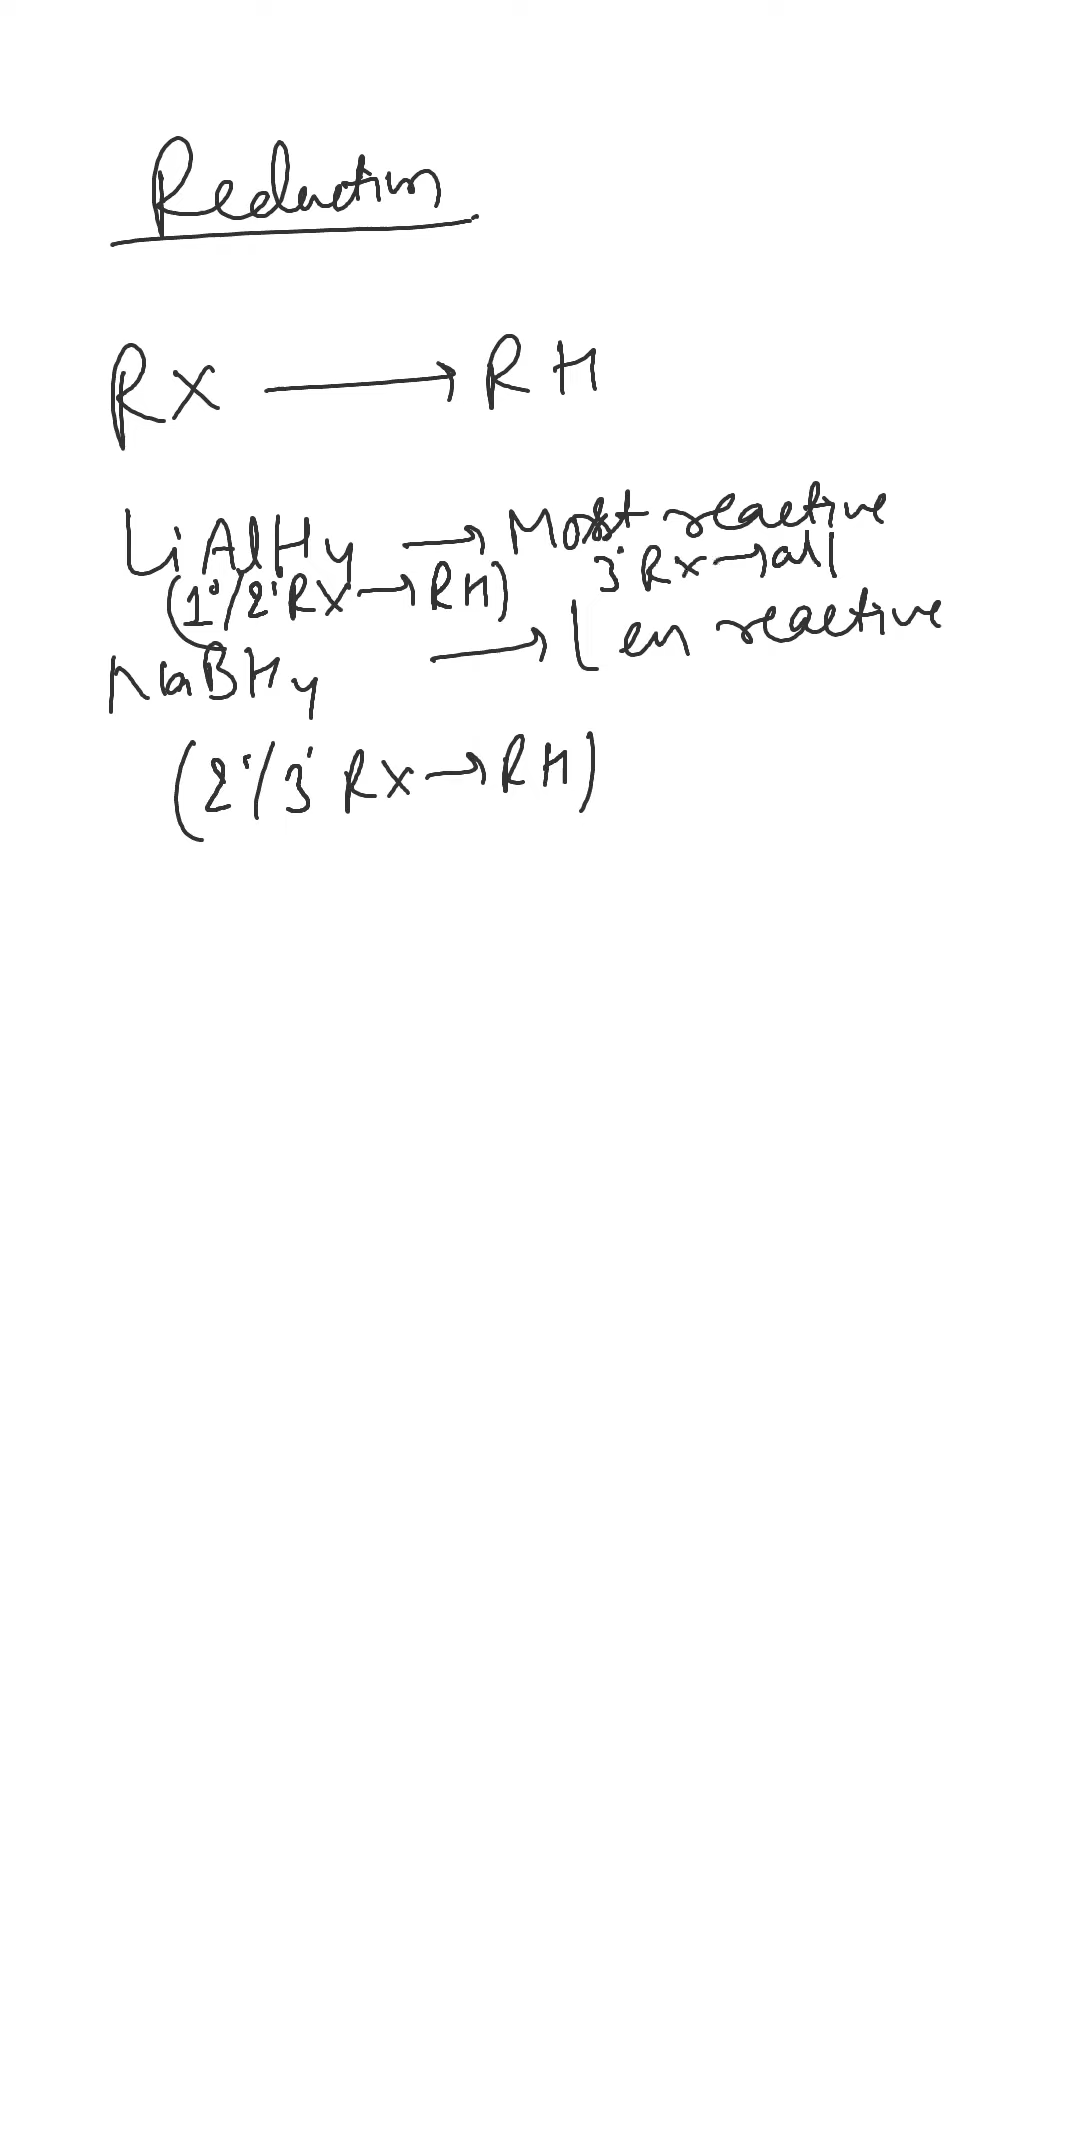 Reduction
RX → RH
LiAlH4 → Most reactive
(1°/2° RX → RH) 3° RX → all
NaBH4 → Less reactive
(2°/3° RX → RH)